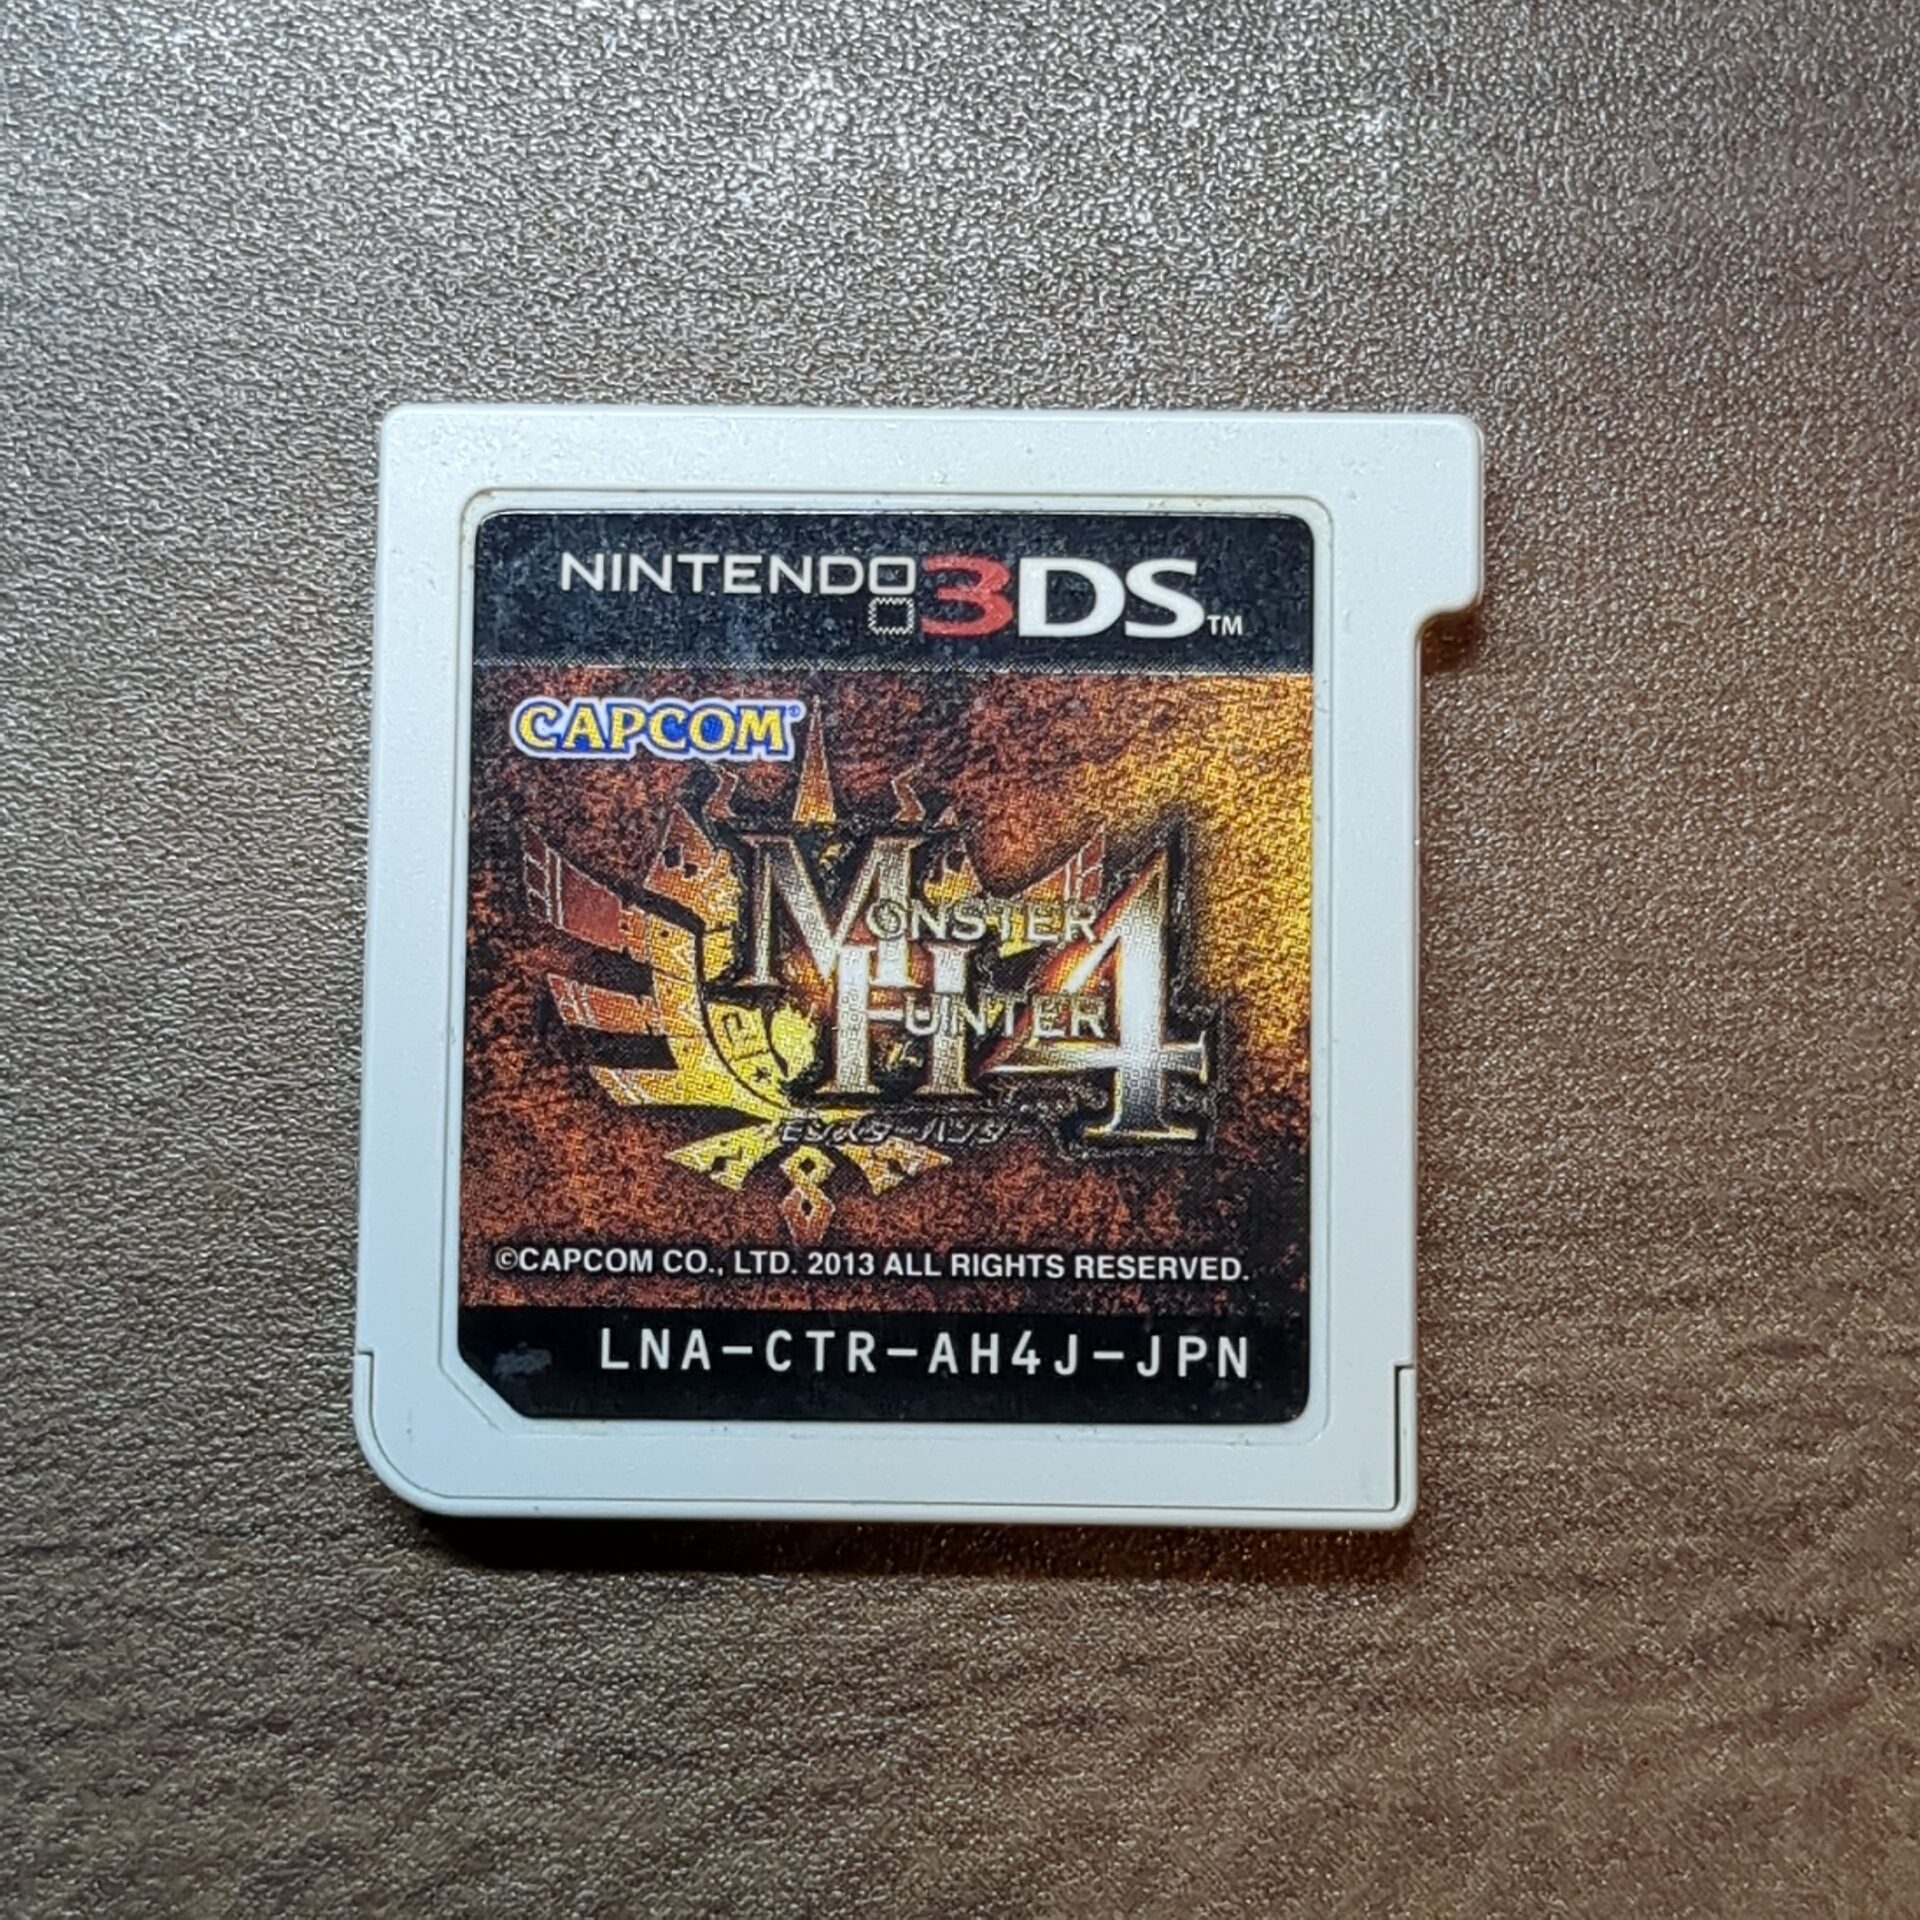 NINTENDO 3DS™
CAPCOM®
MONSTER
HUNTER 4
モンスターハンター
©CAPCOM CO., LTD. 2013 ALL RIGHTS RESERVED.
LNA-CTR-AH4J-JPN